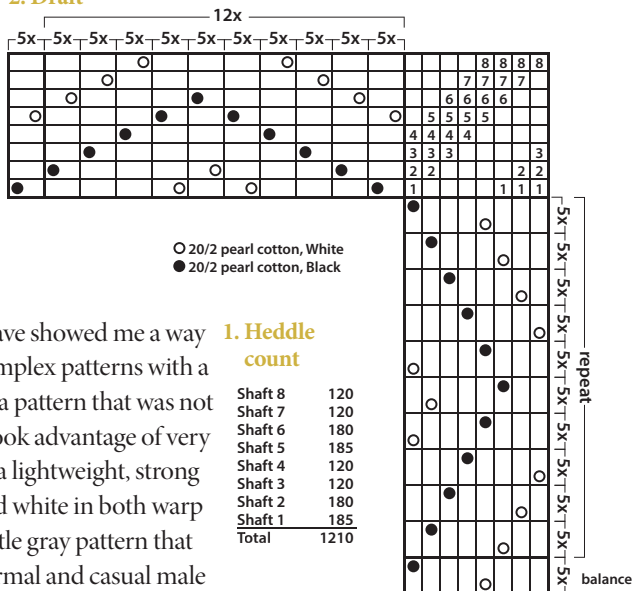 2. Draft
12x
5x 5x 5x 5x 5x 5x 5x 5x 5x 5x 5x
8 8 8 8
7 7 7 7
6 6 6 6
5 5 5 5
4 4 4 4
3 3 3 3
2 2 2 2
1 1 1 1
20/2 pearl cotton, White
20/2 pearl cotton, Black
5x
5x
5x
5x
5x
5x
5x
5x
5x
5x
5x
repeat
balance
ave showed me a way
mplex patterns with a
a pattern that was not
ook advantage of very
a lightweight, strong
d white in both warp
tle gray pattern that
rmal and casual male
1. Heddle
count
Shaft 8 120
Shaft 7 120
Shaft 6 180
Shaft 5 185
Shaft 4 120
Shaft 3 120
Shaft 2 180
Shaft 1 185
Total 1210